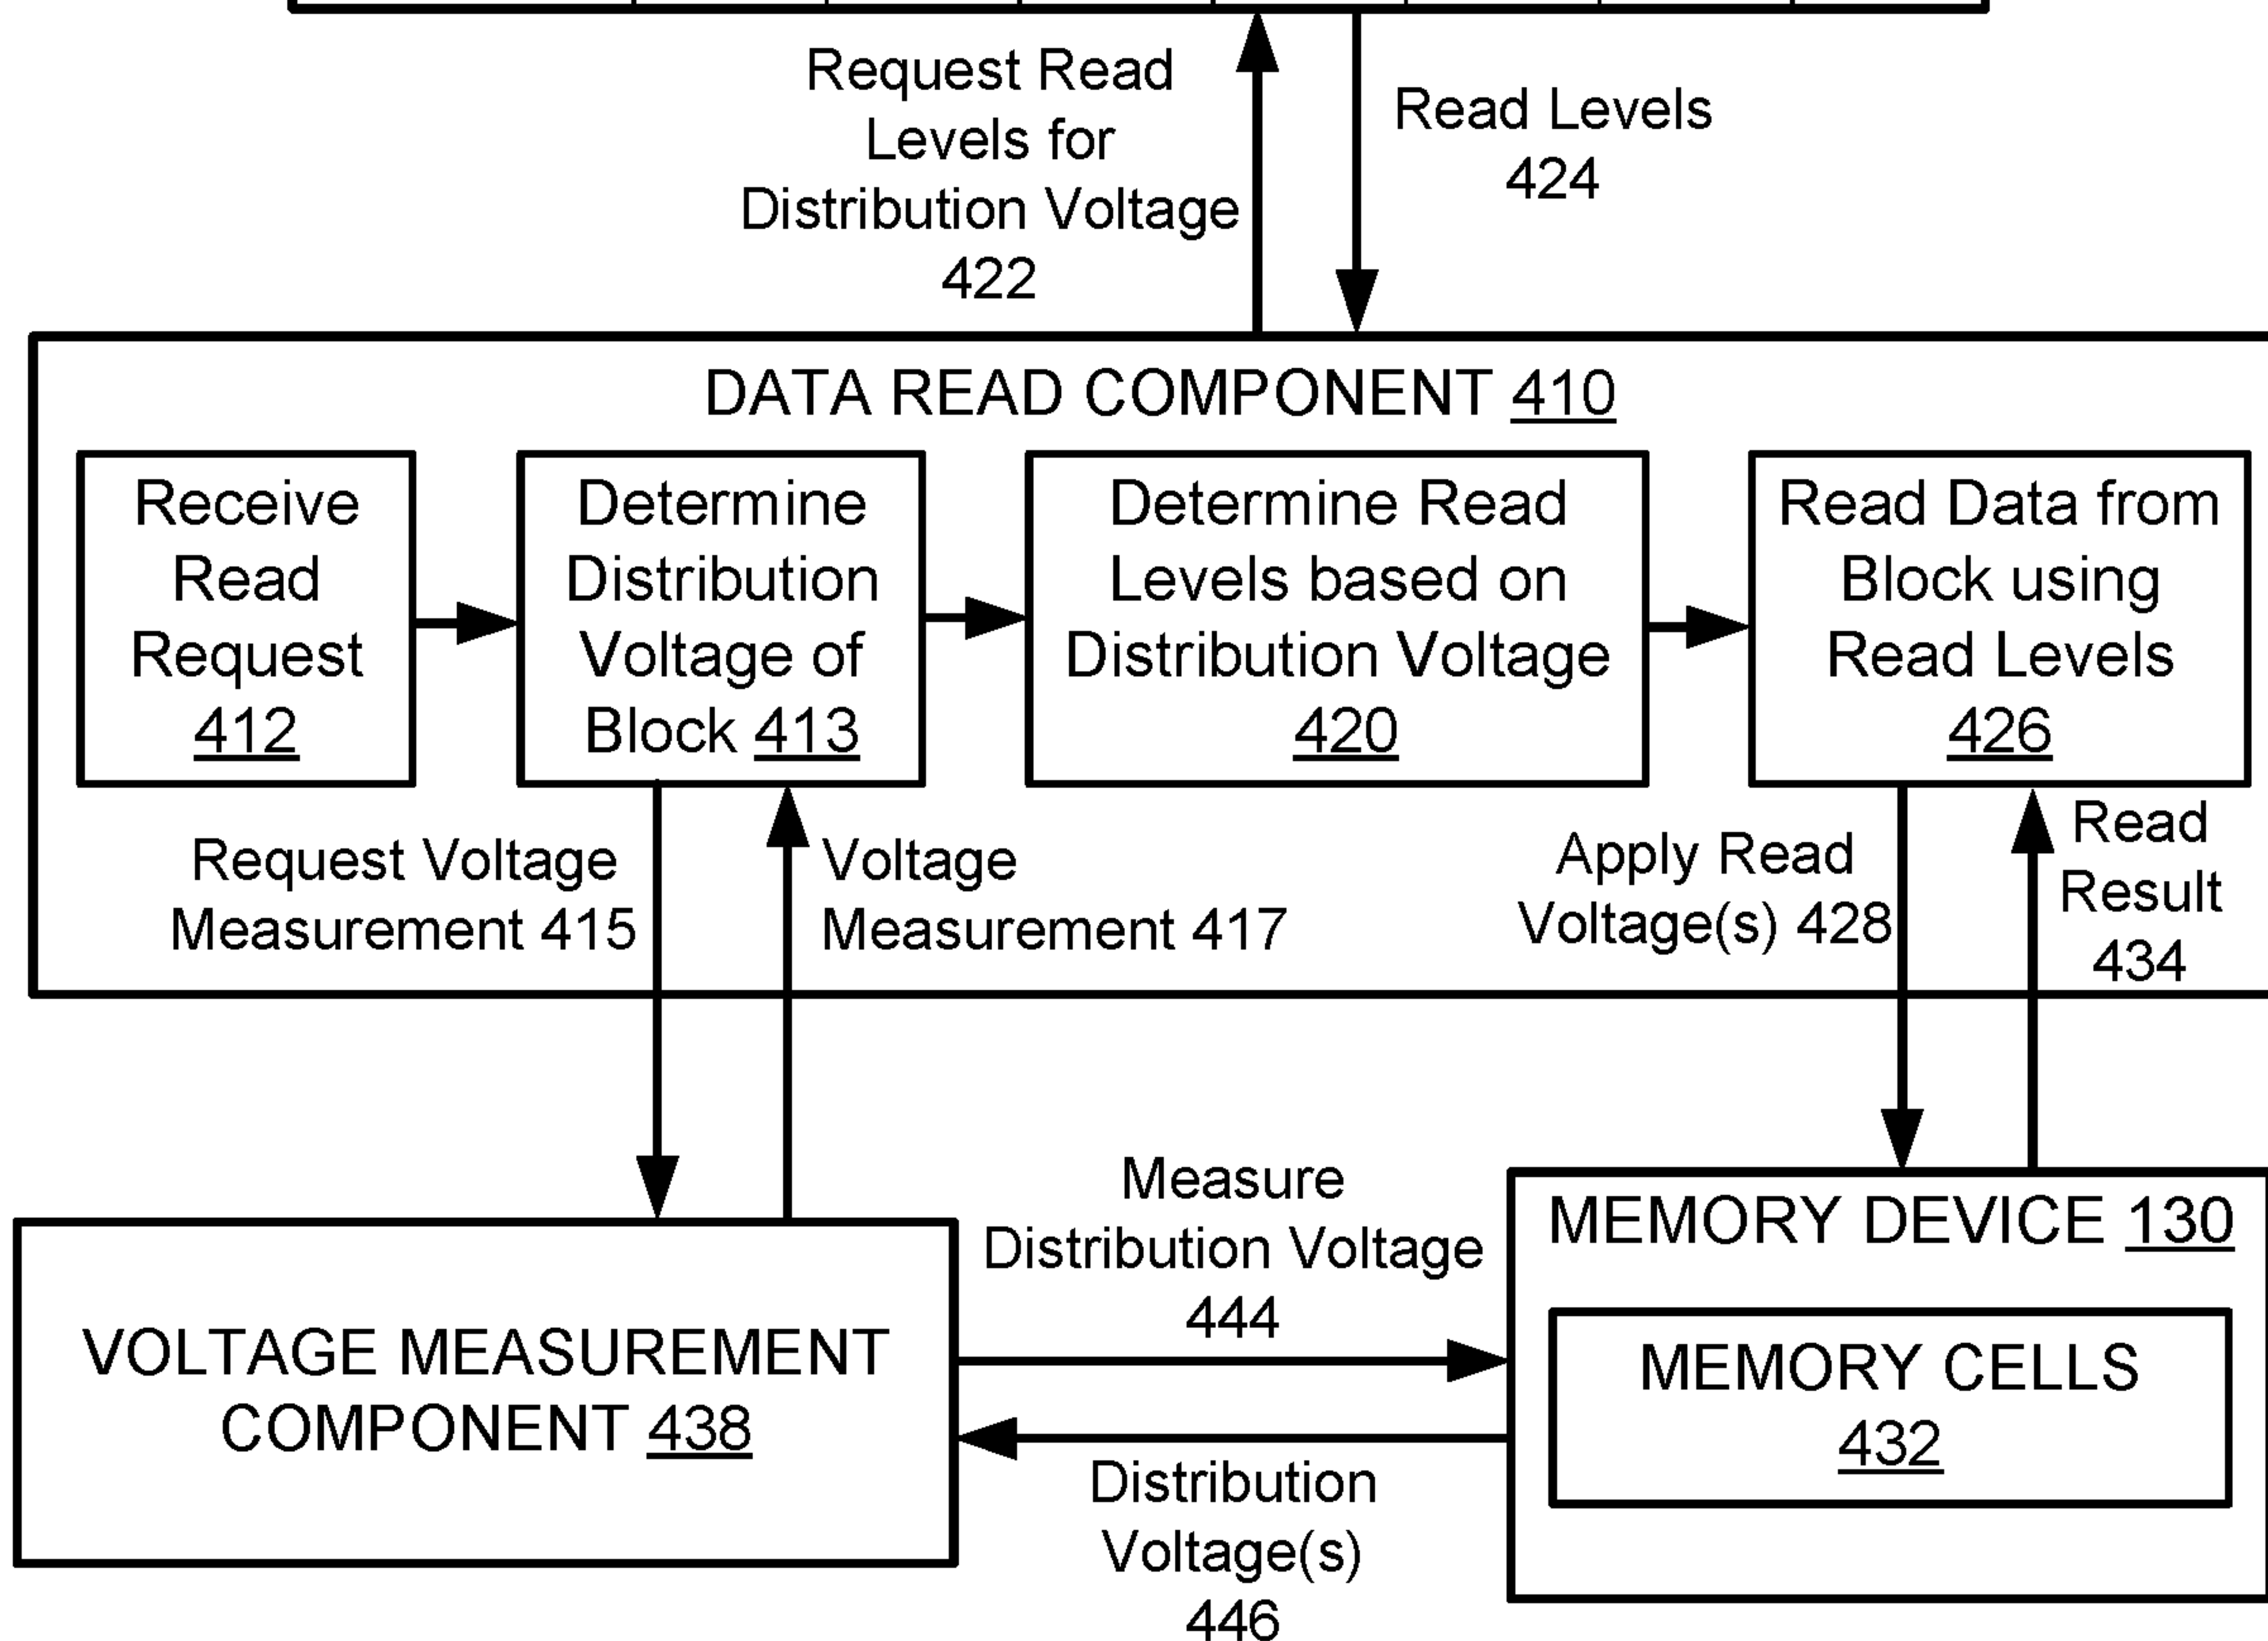 Request Read
Levels for
Distribution Voltage
422
Read Levels
424
DATA READ COMPONENT 410
Receive
Read
Request
412
Determine
Distribution
Voltage of
Block 413
Determine Read
Levels based on
Distribution Voltage
420
Read Data from
Block using
Read Levels
426
Request Voltage
Measurement 415
Voltage
Measurement 417
Apply Read
Voltage(s) 428
Read
Result
434
VOLTAGE MEASUREMENT
COMPONENT 438
Measure
Distribution Voltage
444
Distribution
Voltage(s)
446
MEMORY DEVICE 130
MEMORY CELLS
432